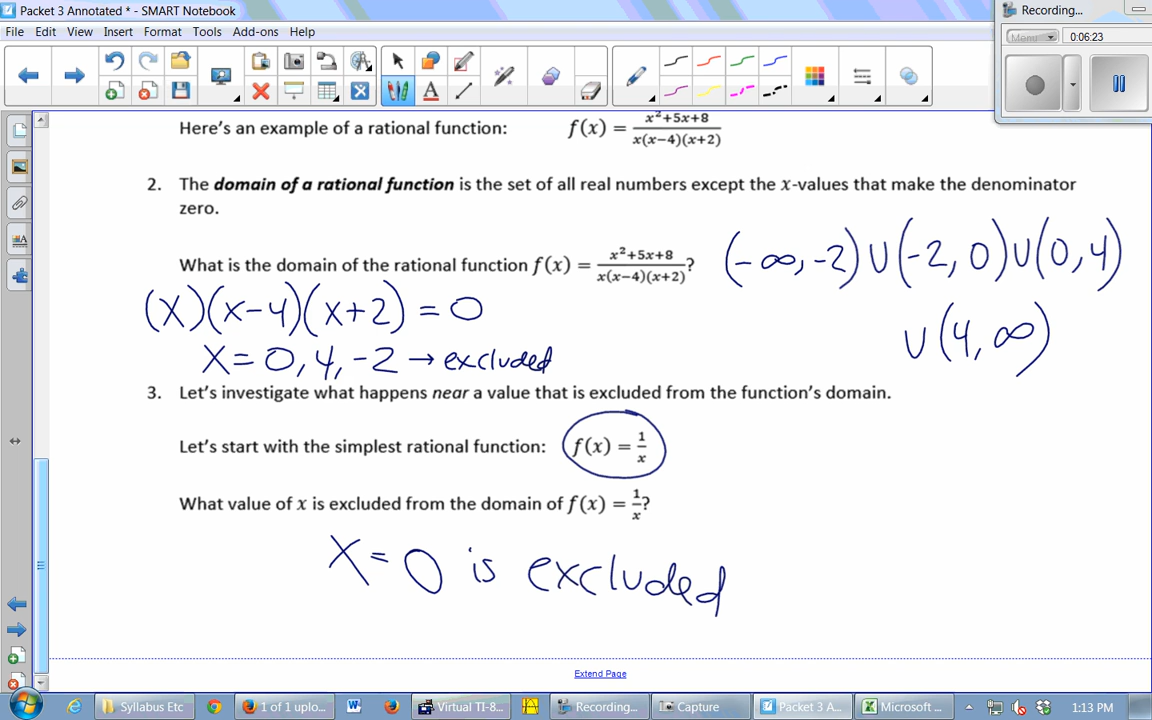 Packet 3 Annotated * - SMART Notebook
Recording...
File Edit View Insert Format Tools Add-ons Help
Menu 0:06:23
Here's an example of a rational function: f(x) = x²+5x+8 / x(x−4)(x+2)
2. The domain of a rational function is the set of all real numbers except the x-values that make the denominator
zero.
What is the domain of the rational function f(x) = x²+5x+8 / x(x−4)(x+2) ? (-∞,-2)∪(-2,0)∪(0,4)
∪(4,∞)
(x)(x-4)(x+2) = 0
x = 0, 4, -2 → excluded
3. Let's investigate what happens near a value that is excluded from the function's domain.
Let's start with the simplest rational function: f(x) = 1/x
What value of x is excluded from the domain of f(x) = 1/x?
x = 0 is excluded
Extend Page
Syllabus Etc
1 of 1 uplo...
Virtual TI-8...
Recording...
Capture
Packet 3 A...
Microsoft ...
1:13 PM